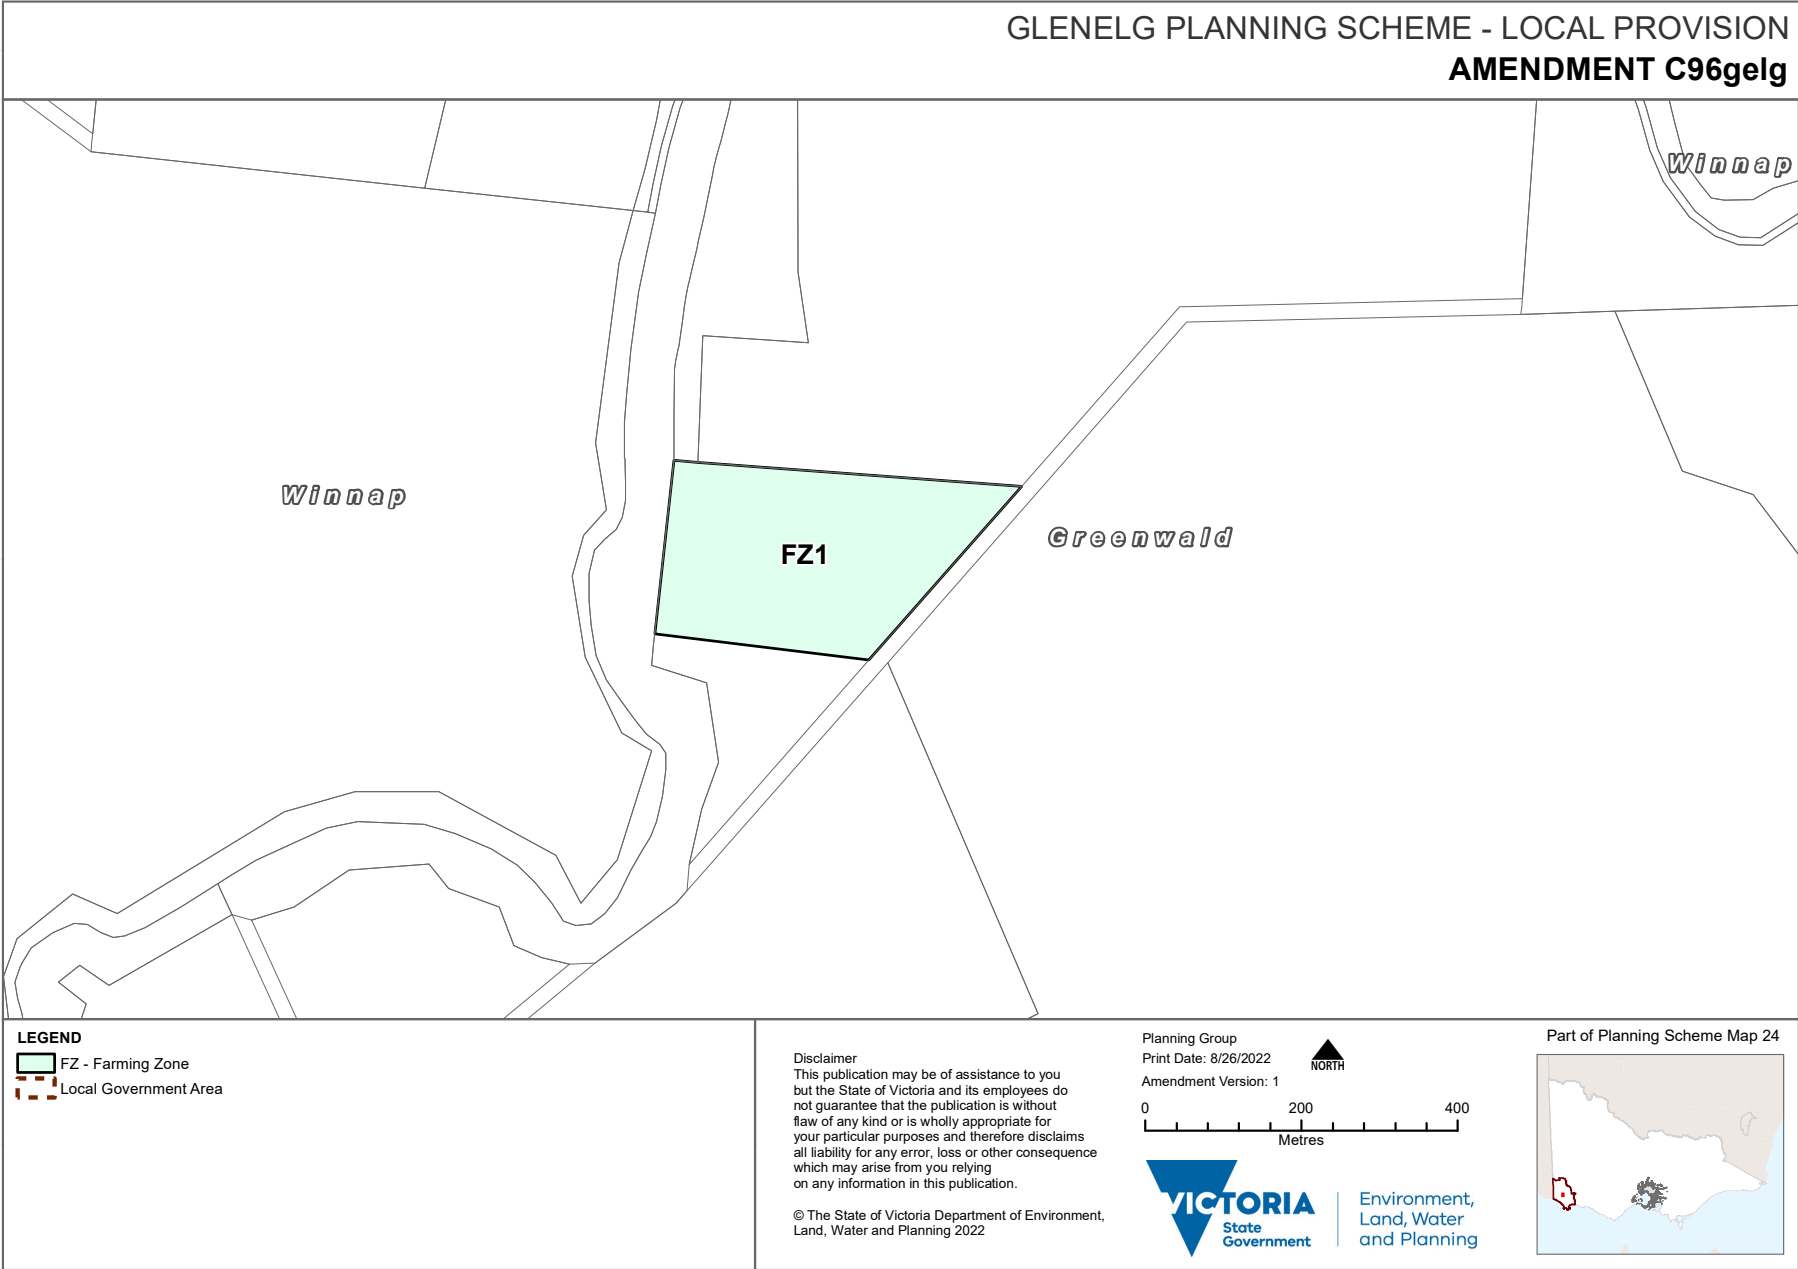 GLENELG PLANNING SCHEME - LOCAL PROVISION
AMENDMENT C96gelg
Winnap
Winnap
Greenwald
FZ1
LEGEND
FZ - Farming Zone
Local Government Area
Disclaimer
This publication may be of assistance to you
but the State of Victoria and its employees do
not guarantee that the publication is without
flaw of any kind or is wholly appropriate for
your particular purposes and therefore disclaims
all liability for any error, loss or other consequence
which may arise from you relying
on any information in this publication.
© The State of Victoria Department of Environment,
Land, Water and Planning 2022
Planning Group
Print Date: 8/26/2022
Amendment Version: 1
NORTH
0 200 400
Metres
VICTORIA
State
Government
Environment,
Land, Water
and Planning
Part of Planning Scheme Map 24